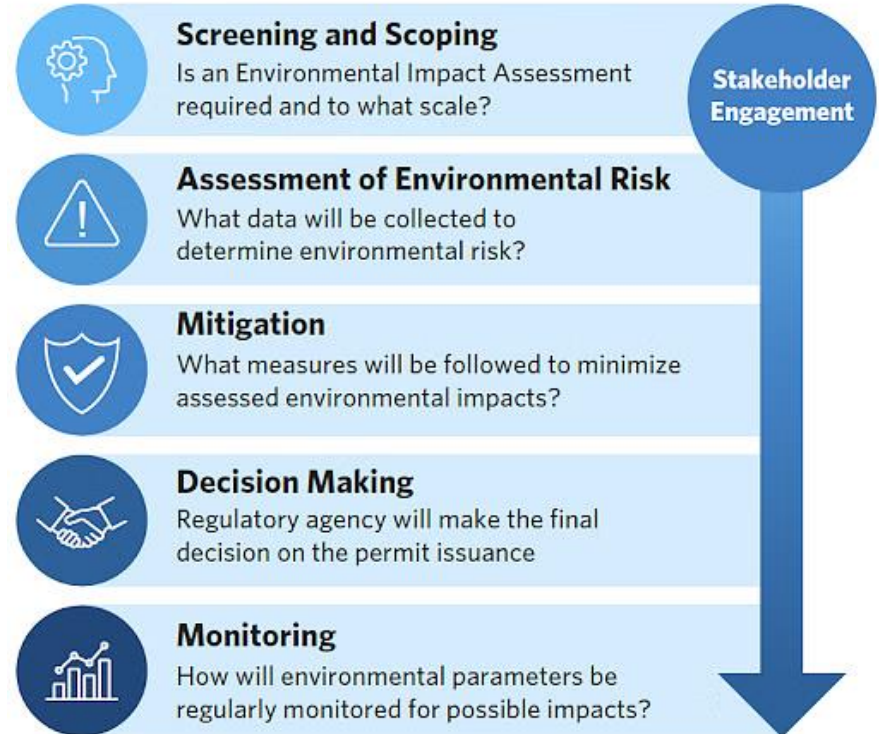 Screening and Scoping
Is an Environmental Impact Assessment
required and to what scale?
Stakeholder
Engagement
Assessment of Environmental Risk
What data will be collected to
determine environmental risk?
Mitigation
What measures will be followed to minimize
assessed environmental impacts?
Decision Making
Regulatory agency will make the final
decision on the permit issuance
Monitoring
How will environmental parameters be
regularly monitored for possible impacts?